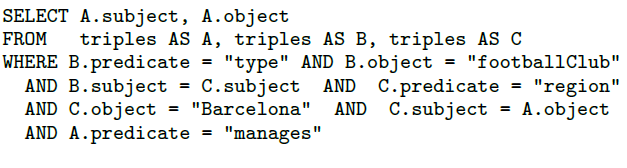 SELECT A.subject, A.object
FROM   triples AS A, triples AS B, triples AS C
WHERE B.predicate = "type" AND B.object = "footballClub"
  AND B.subject = C.subject  AND  C.predicate = "region"
  AND C.object = "Barcelona"  AND  C.subject = A.object
  AND A.predicate = "manages"